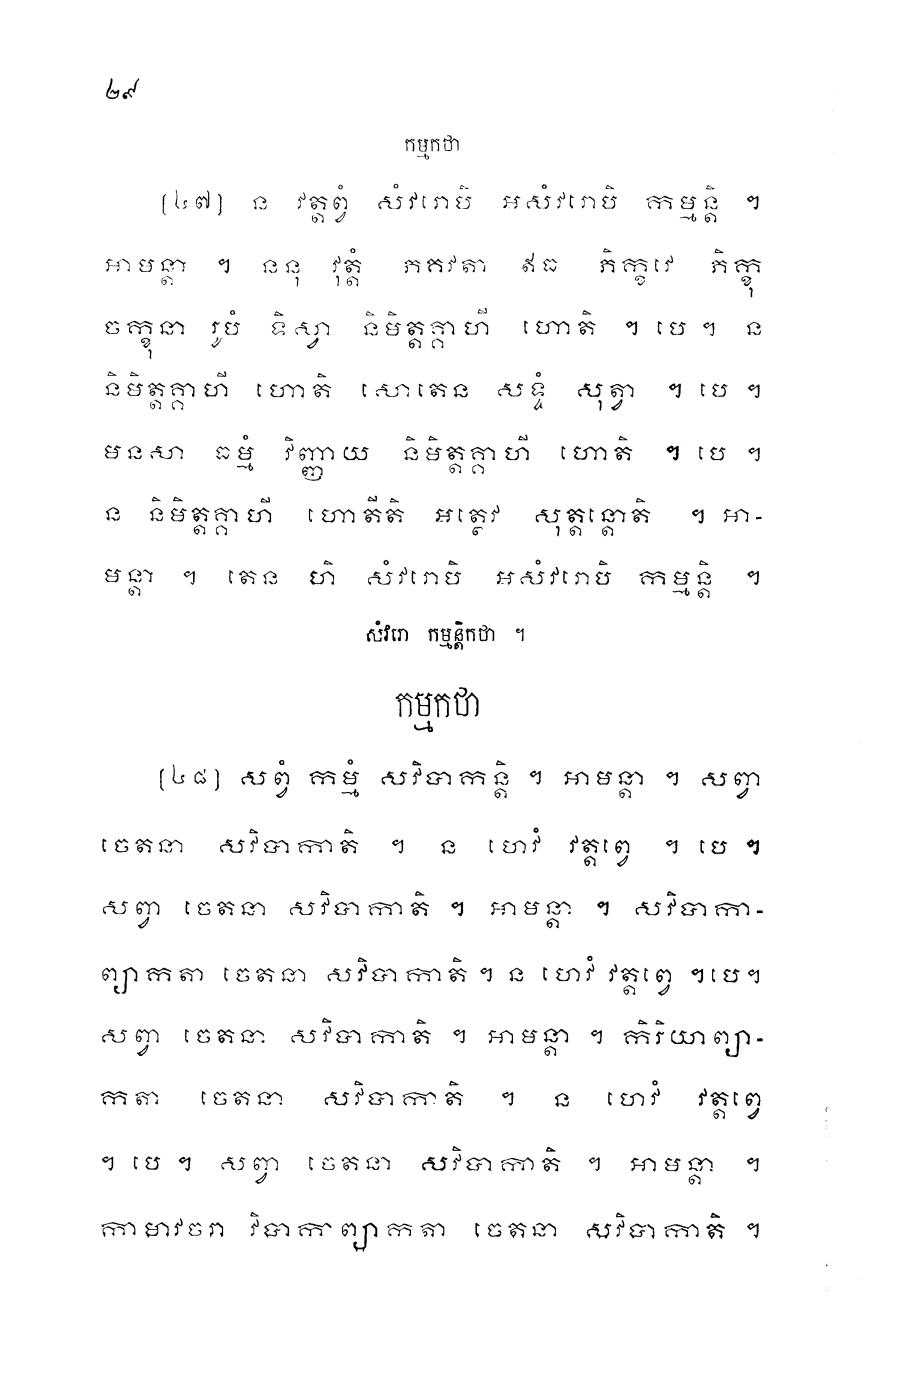 ២៩
កម្មកថា
(៤៧) ន វត្តព្វំ សំវរោបិ អសំវរោបិ កម្មន្តិ ។
អាមន្តា ។ ននុ វុត្តំ ភគវតា ឥធ ភិក្ខវេ ភិក្ខុ
ចក្ខុនា រូបំ ទិស្វា និមិត្តគ្គាហី ហោតិ ។ បេ ។ ន
និមិត្តគ្គាហី ហោតិ សោតេន សទ្ទំ សុត្វា ។ បេ ។
មនសា ធម្មំ វិញ្ញាយ និមិត្តគ្គាហី ហោតិ ។ បេ ។
ន និមិត្តគ្គាហី ហោតីតិ អត្ថេវ សុត្តន្តោតិ ។ អា-
មន្តា ។ តេន ហិ សំវរោបិ អសំវរោបិ កម្មន្តិ ។
សំវរោ កម្មន្តិកថា ។
កម្មកថា
(៤៨) សព្វំ កម្មំ សវិបាកន្តិ ។ អាមន្តា ។ សព្វា
ចេតនា សវិបាកាតិ ។ ន ហេវំ វត្តព្វេ ។ បេ ។
សព្វា ចេតនា សវិបាកាតិ ។ អាមន្តា ។ សវិបាកា-
ព្យាកតា ចេតនា សវិបាកាតិ ។ ន ហេវំ វត្តព្វេ ។ បេ ។
សព្វា ចេតនា សវិបាកាតិ ។ អាមន្តា ។ កិរិយាព្យា-
កតា ចេតនា សវិបាកាតិ ។ ន ហេវំ វត្តព្វេ
។ បេ ។ សព្វា ចេតនា សវិបាកាតិ ។ អាមន្តា ។
កាមាវចរា វិបាកាព្យាកតា ចេតនា សវិបាកាតិ ។